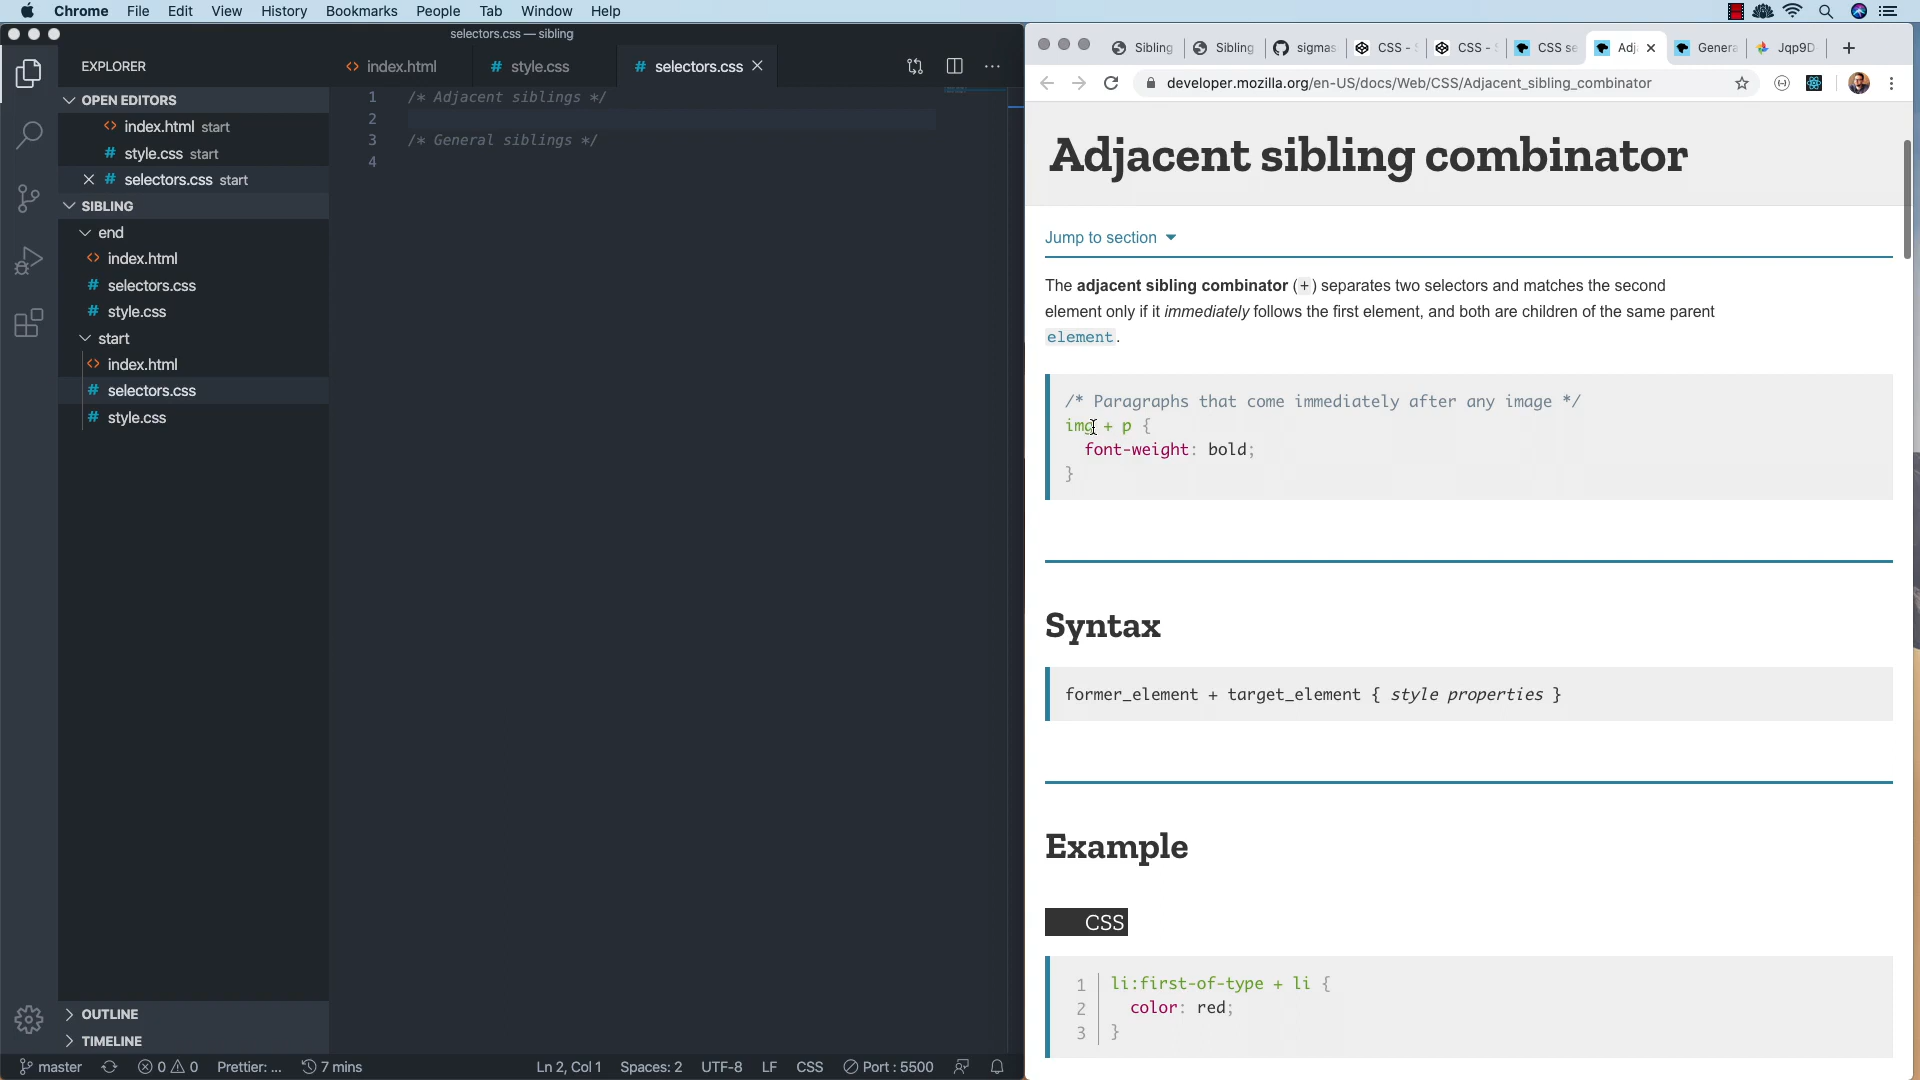 Chrome File Edit View History Bookmarks People Tab Window Help
selectors.css — sibling
EXPLORER
OPEN EDITORS
index.html start
style.css start
selectors.css start
SIBLING
end
index.html
selectors.css
style.css
start
index.html
selectors.css
style.css
OUTLINE
TIMELINE
index.html style.css selectors.css
1 /* Adjacent siblings */
2
3 /* General siblings */
4
master 0 0 Prettier: ... 7 mins Ln 2, Col 1 Spaces: 2 UTF-8 LF CSS Port : 5500
Sibling Sibling sigmas CSS - CSS - CSS se Adj Genera Jqp9D
developer.mozilla.org/en-US/docs/Web/CSS/Adjacent_sibling_combinator
Adjacent sibling combinator
Jump to section
The adjacent sibling combinator (+) separates two selectors and matches the second
element only if it immediately follows the first element, and both are children of the same parent
element.
/* Paragraphs that come immediately after any image */
img + p {
font-weight: bold;
}
Syntax
former_element + target_element { style properties }
Example
CSS
1 li:first-of-type + li {
2 color: red;
3 }